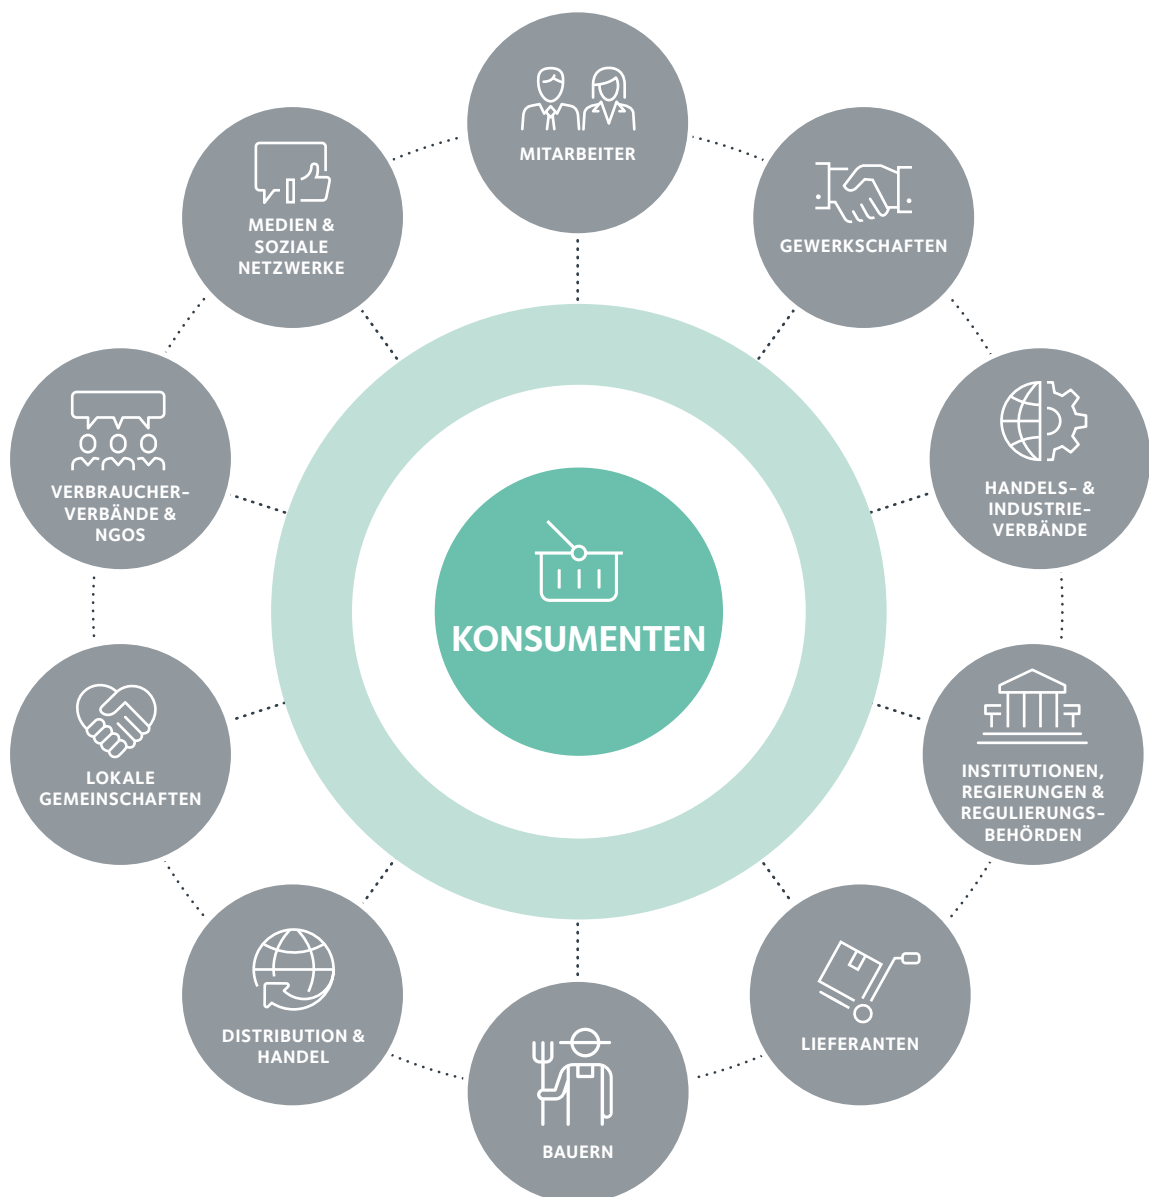 MITARBEITER
GEWERKSCHAFTEN
HANDELS- &
INDUSTRIE-
VERBÄNDE
INSTITUTIONEN,
REGIERUNGEN &
REGULIERUNGS-
BEHÖRDEN
LIEFERANTEN
BAUERN
DISTRIBUTION &
HANDEL
LOKALE
GEMEINSCHAFTEN
VERBRAUCHER-
VERBÄNDE &
NGOS
MEDIEN &
SOZIALE
NETZWERKE
KONSUMENTEN